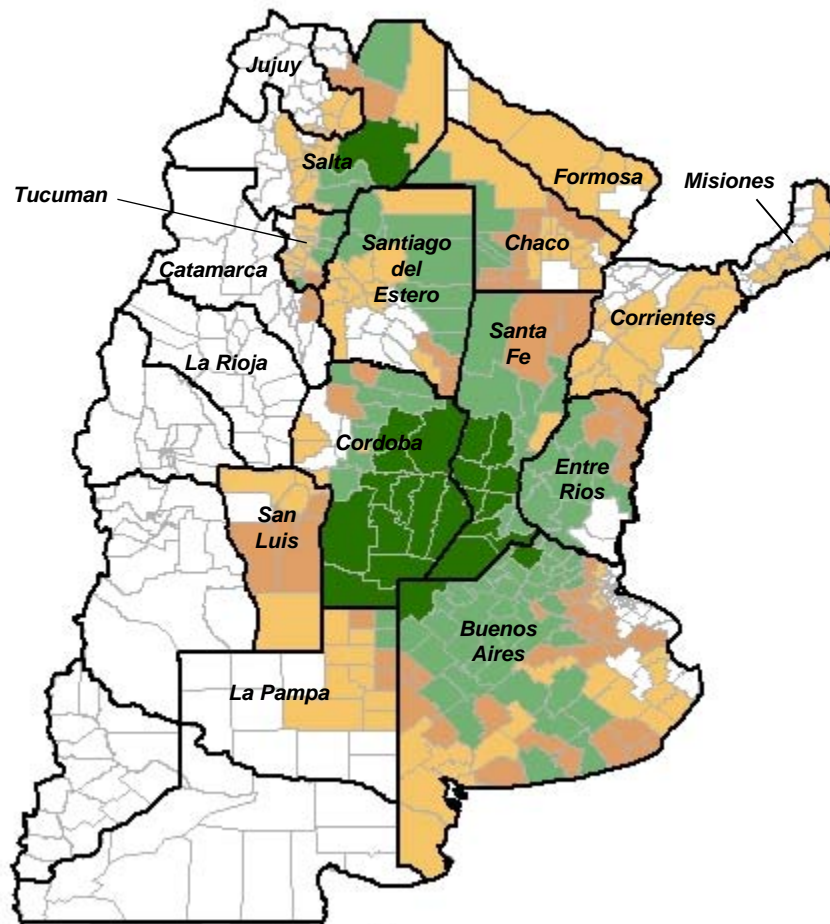 Jujuy
Salta
Formosa
Misiones
Tucuman
Chaco
Santiago
del
Estero
Catamarca
Corrientes
Santa
Fe
La Rioja
Cordoba
Entre
Rios
San
Luis
Buenos
Aires
La Pampa